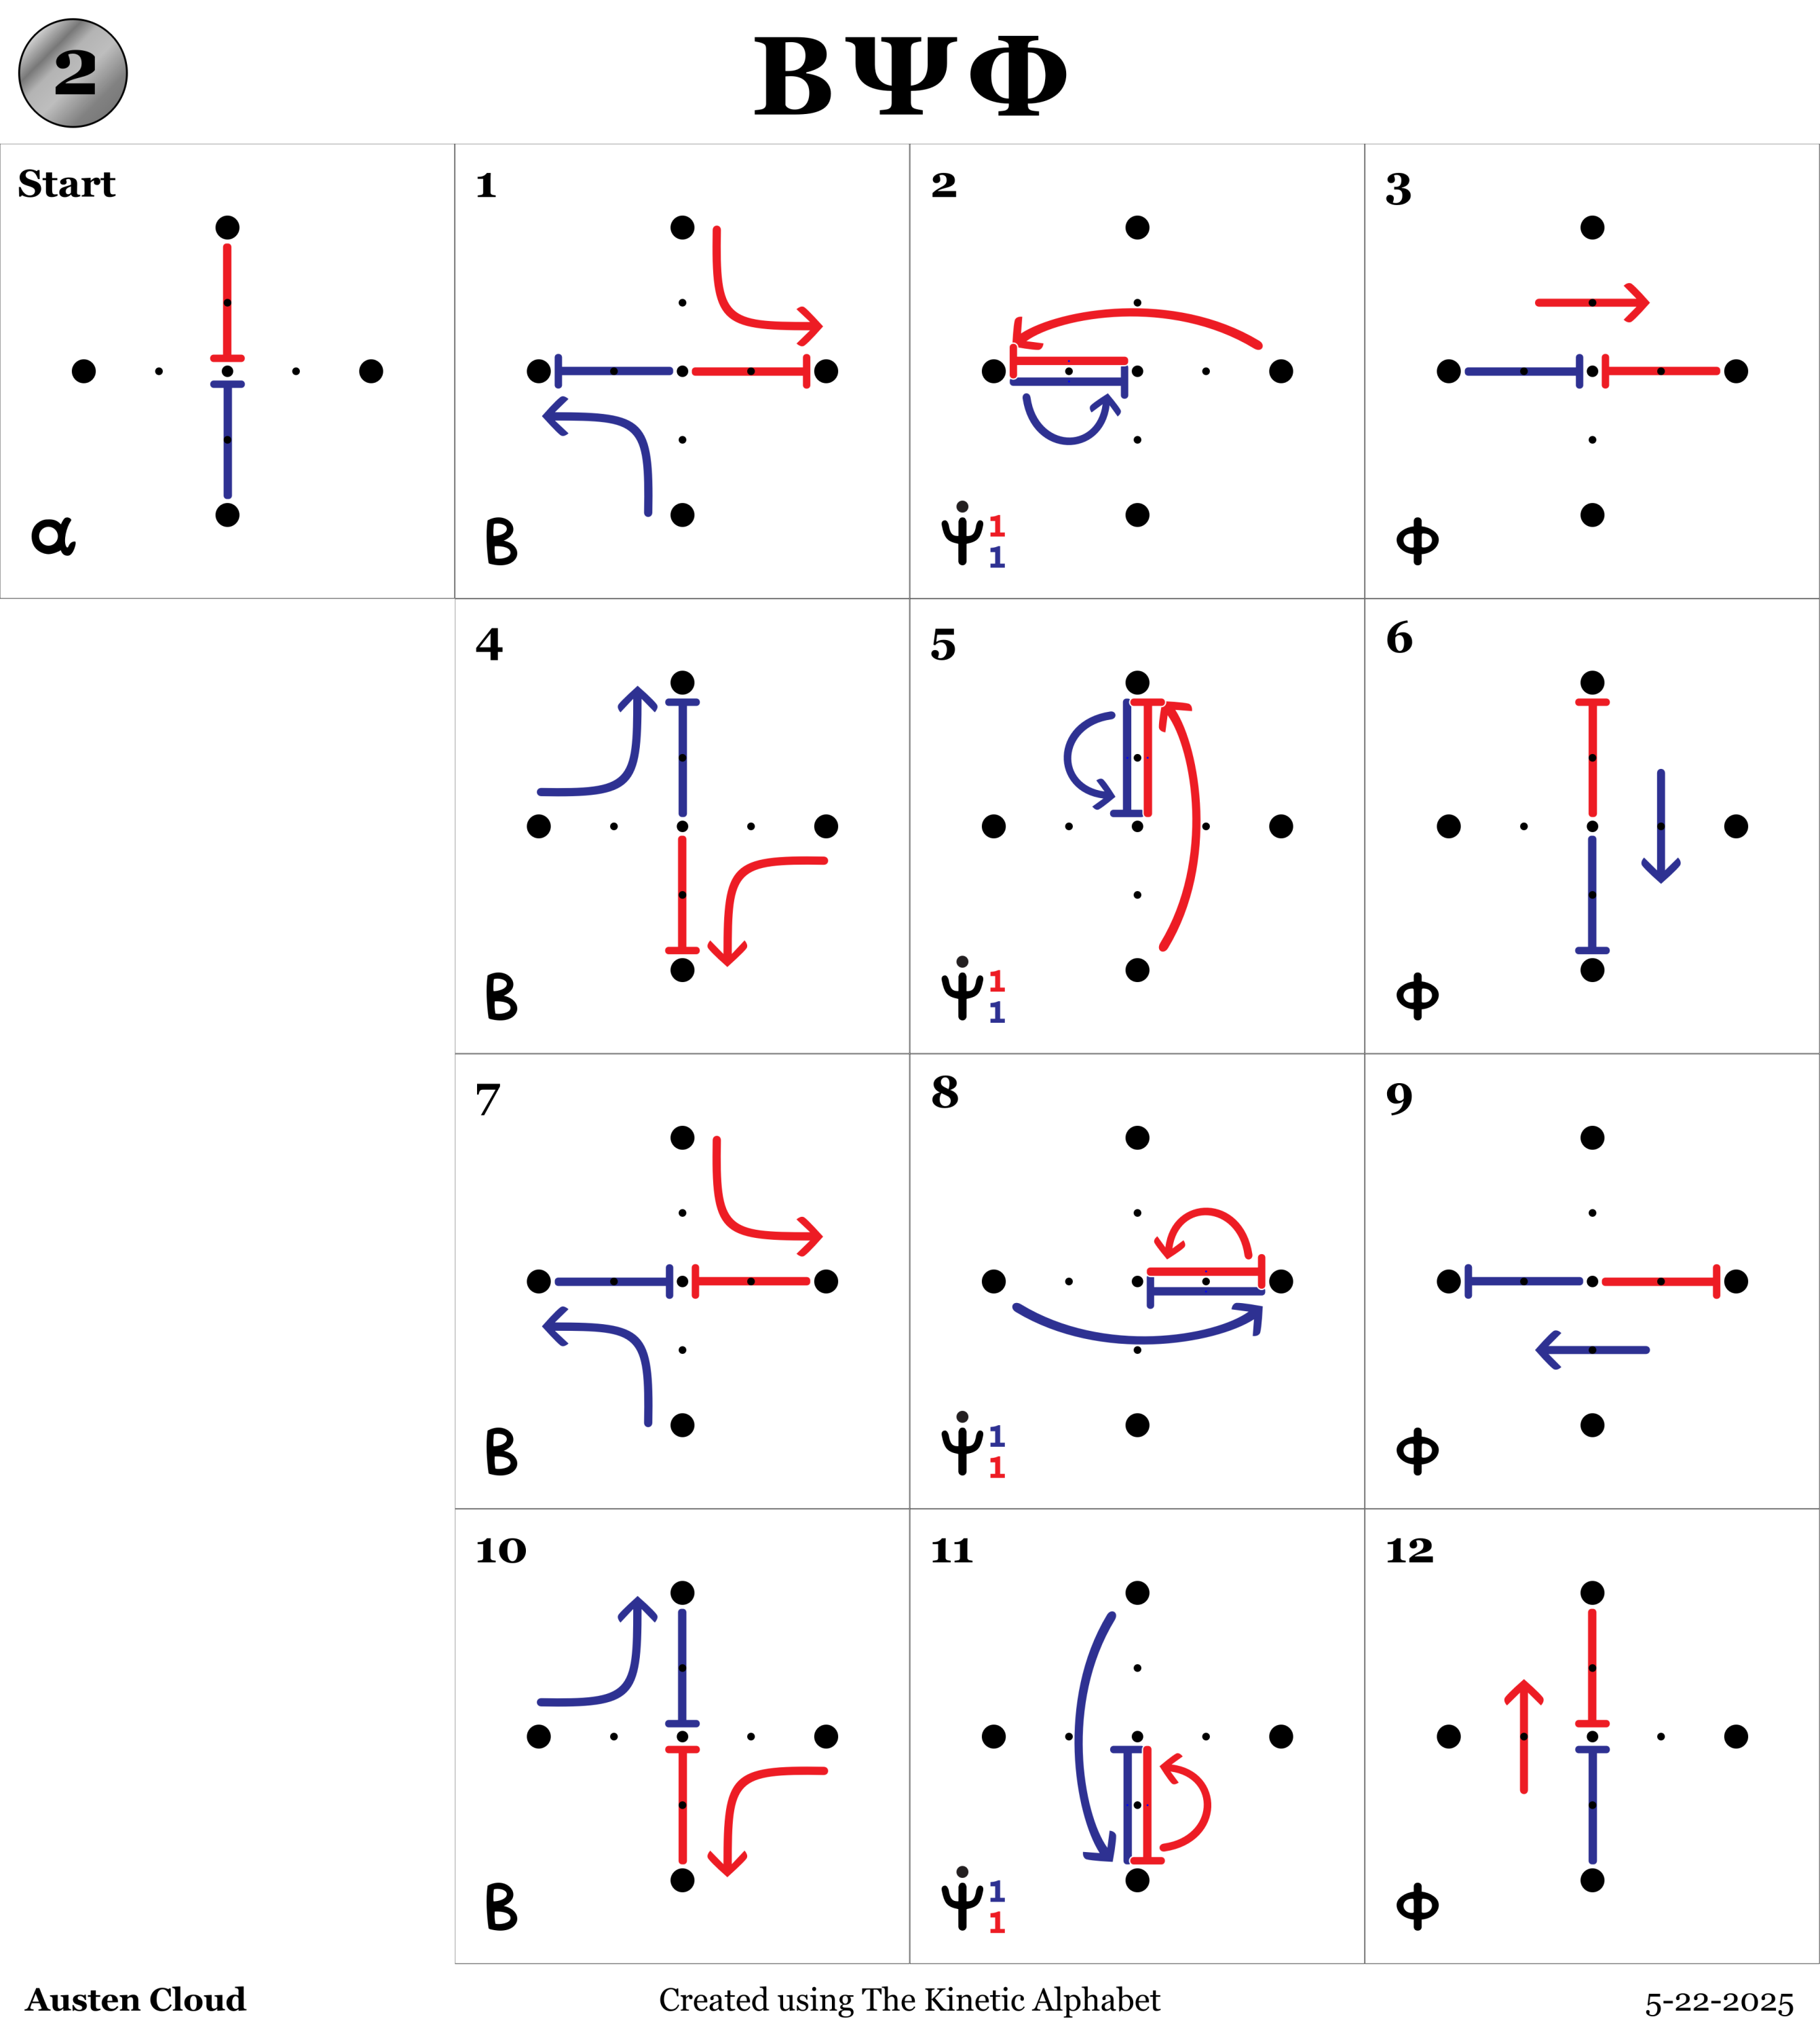 2
ΒΨΦ
Start
α
1
B
2
Ψ 1
1
3
Φ
4
B
5
Ψ 1
1
6
Φ
7
B
8
Ψ 1
1
9
Φ
10
B
11
Ψ 1
1
12
Φ
Austen Cloud
Created using The Kinetic Alphabet
5-22-2025